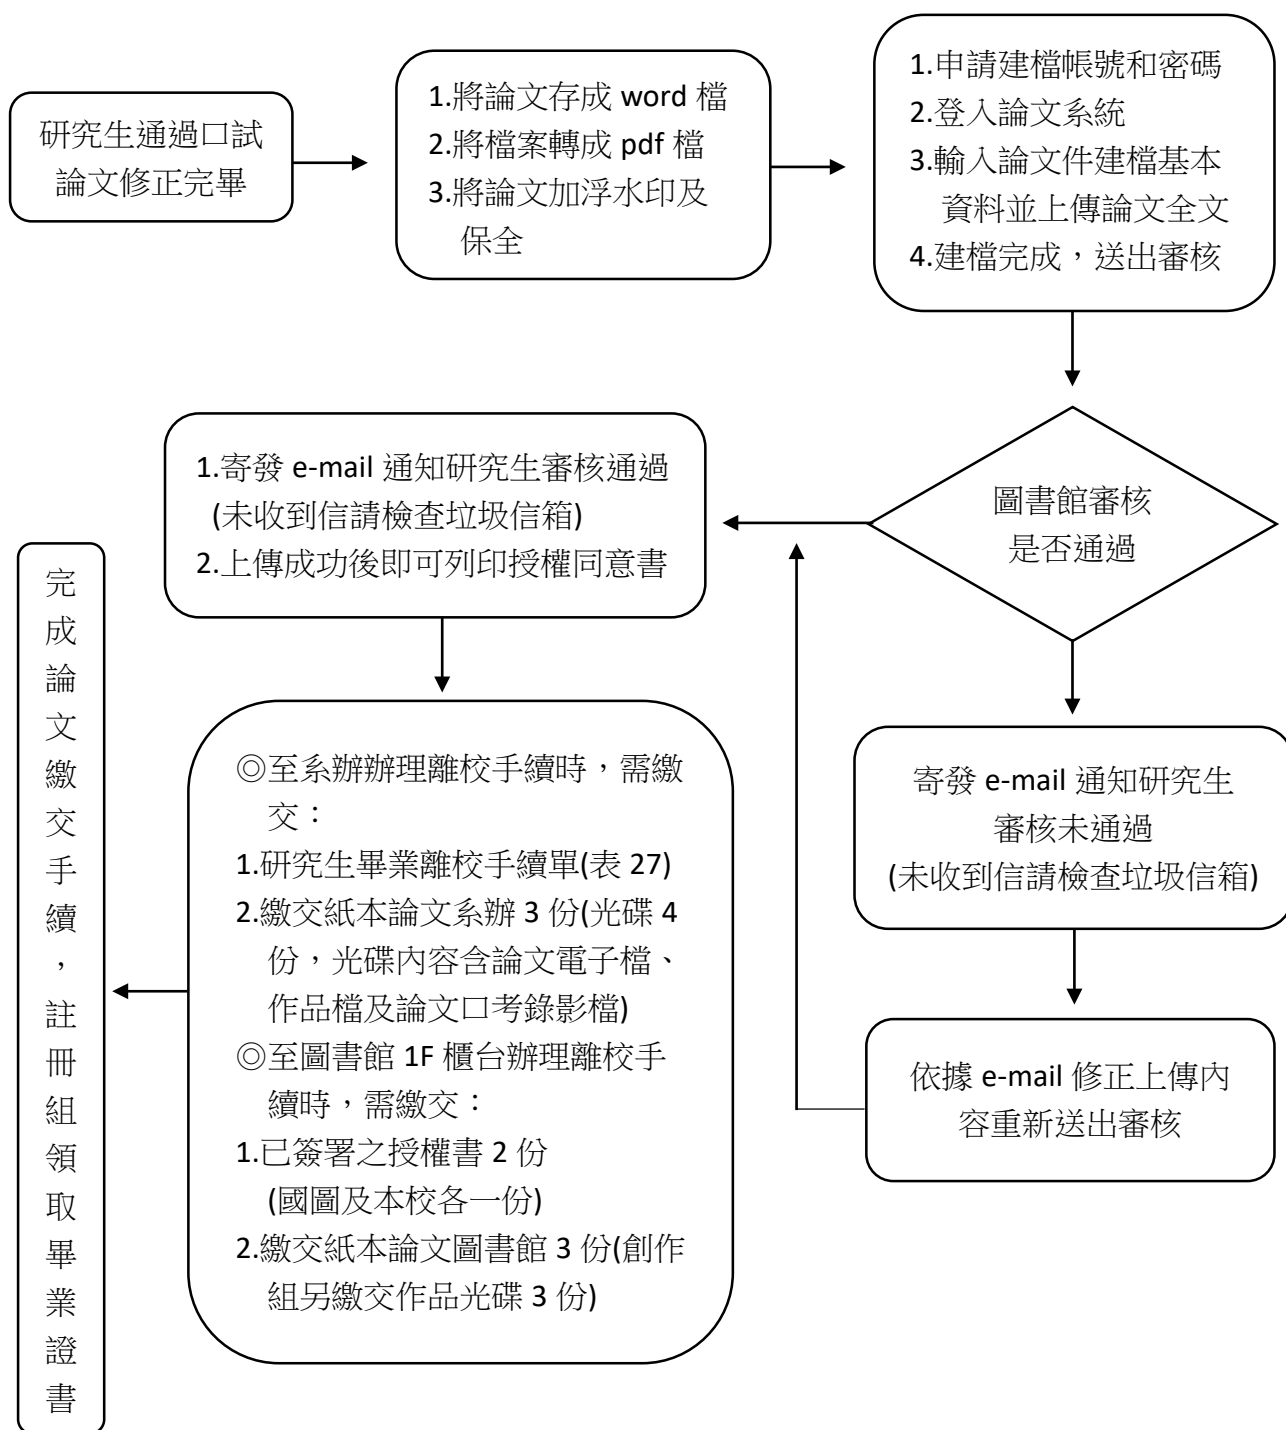 研究生通過口試
論文修正完畢
1.將論文存成 word 檔
2.將檔案轉成 pdf 檔
3.將論文加浮水印及
保全
1.申請建檔帳號和密碼
2.登入論文系統
3.輸入論文件建檔基本
資料並上傳論文全文
4.建檔完成，送出審核
圖書館審核
是否通過
1.寄發 e-mail 通知研究生審核通過
(未收到信請檢查垃圾信箱)
2.上傳成功後即可列印授權同意書
寄發 e-mail 通知研究生
審核未通過
(未收到信請檢查垃圾信箱)
依據 e-mail 修正上傳內
容重新送出審核
◎至系辦辦理離校手續時，需繳
交：
1.研究生畢業離校手續單(表 27)
2.繳交紙本論文系辦 3 份(光碟 4
份，光碟內容含論文電子檔、
作品檔及論文口考錄影檔)
◎至圖書館 1F 櫃台辦理離校手
續時，需繳交：
1.已簽署之授權書 2 份
(國圖及本校各一份)
2.繳交紙本論文圖書館 3 份(創作
組另繳交作品光碟 3 份)
完成論文繳交手續，註冊組領取畢業證書